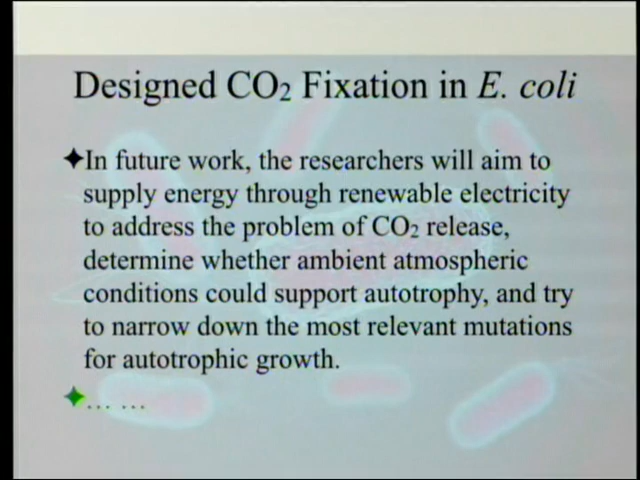 Designed CO₂ Fixation in E. coli
✦In future work, the researchers will aim to
supply energy through renewable electricity
to address the problem of CO₂ release,
determine whether ambient atmospheric
conditions could support autotrophy, and try
to narrow down the most relevant mutations
for autotrophic growth.
✦… …